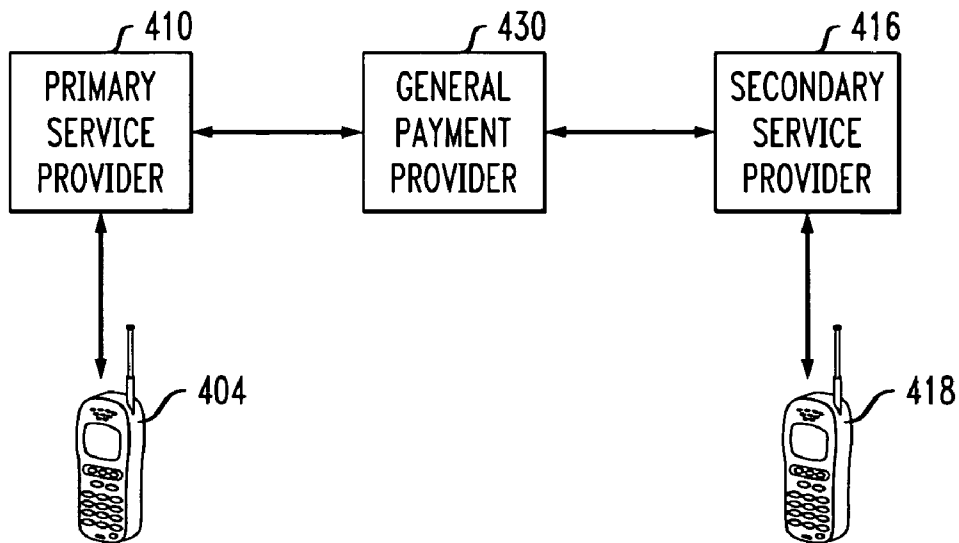 410
430
416
PRIMARY
SERVICE
PROVIDER
GENERAL
PAYMENT
PROVIDER
SECONDARY
SERVICE
PROVIDER
404
418